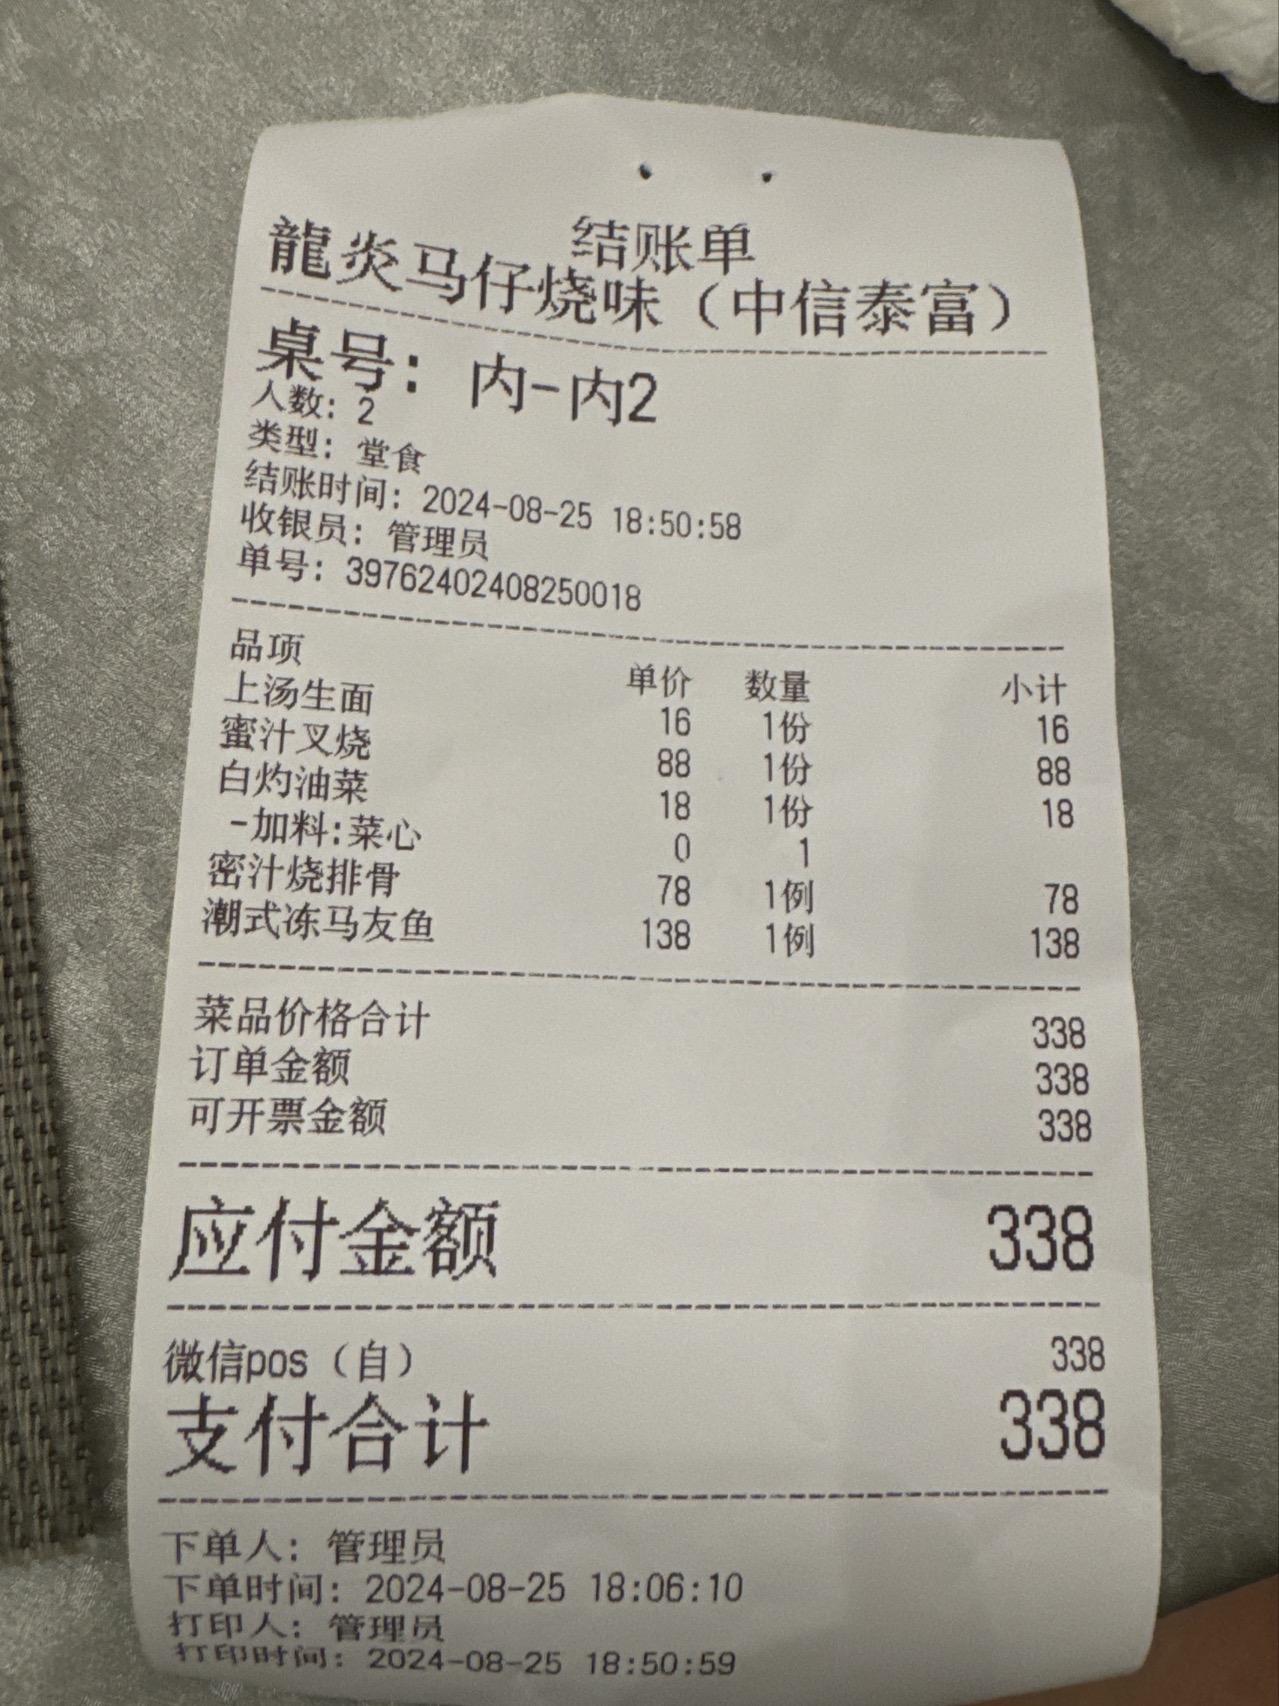 结账单
龍炎马仔烧味（中信泰富）
桌号：内-内2
人数：2
类型：堂食
结账时间：2024-08-25 18:50:58
收银员：管理员
单号：39762402408250018
品项 单价 数量 小计
上汤生面 16 1份 16
蜜汁叉烧 88 1份 88
白灼油菜 18 1份 18
-加料:菜心 0 1
密汁烧排骨 78 1例 78
潮式冻马友鱼 138 1例 138
菜品价格合计 338
订单金额 338
可开票金额 338
应付金额 338
微信pos（自） 338
支付合计 338
下单人：管理员
下单时间：2024-08-25 18:06:10
打印人：管理员
打印时间：2024-08-25 18:50:59